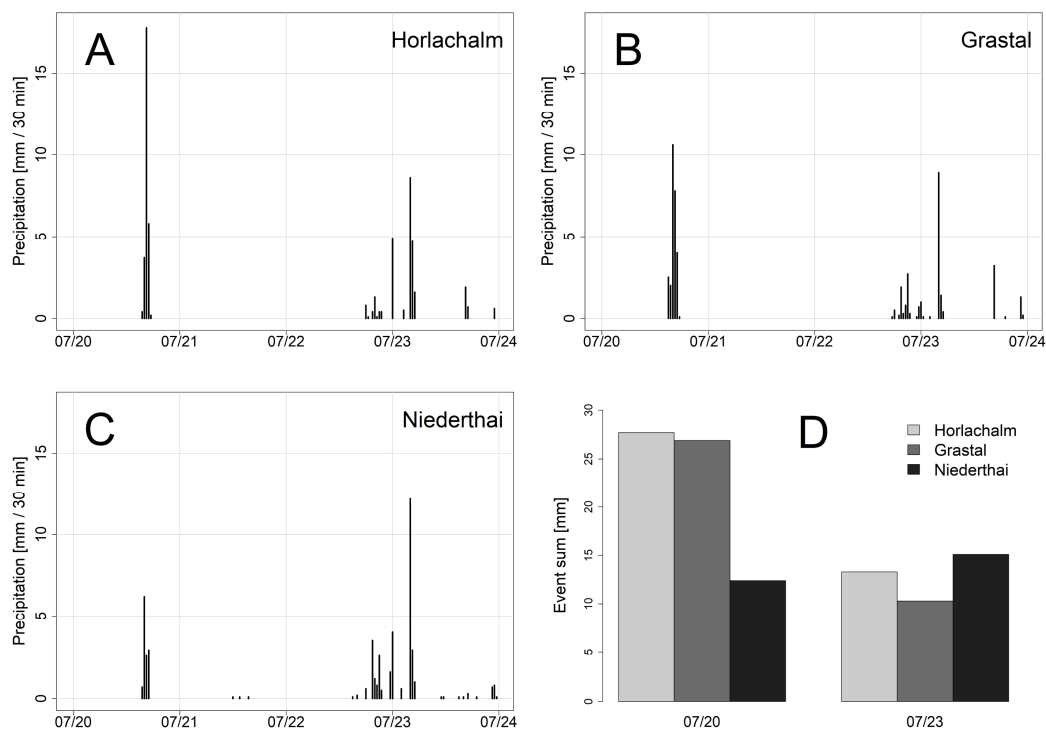 A
Horlachalm
Precipitation [mm / 30 min]
15
10
5
0
07/20 07/21 07/22 07/23 07/24
B
Grastal
Precipitation [mm / 30 min]
15
10
5
0
07/20 07/21 07/22 07/23 07/24
C
Niederthai
Precipitation [mm / 30 min]
15
10
5
0
07/20 07/21 07/22 07/23 07/24
D
Horlachalm
Grastal
Niederthai
Event sum [mm]
30
25
20
15
10
5
0
07/20 07/23